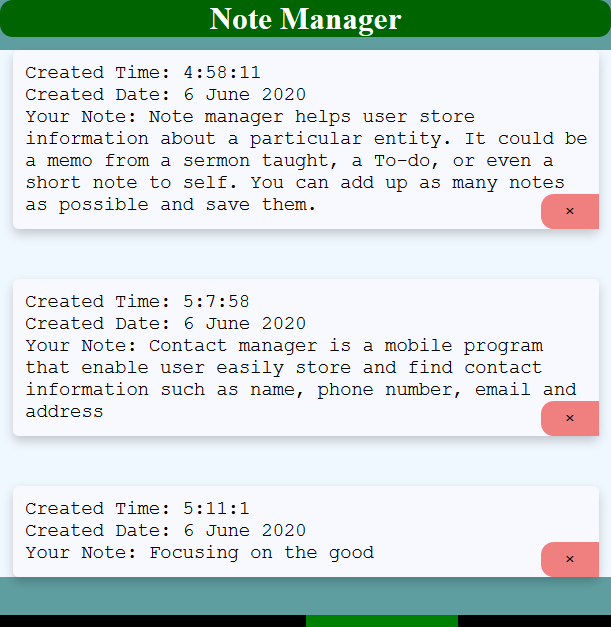 Note Manager
Created Time: 4:58:11
Created Date: 6 June 2020
Your Note: Note manager helps user store
information about a particular entity. It could be
a memo from a sermon taught, a To-do, or even a
short note to self. You can add up as many notes
as possible and save them.
×
Created Time: 5:7:58
Created Date: 6 June 2020
Your Note: Contact manager is a mobile program
that enable user easily store and find contact
information such as name, phone number, email and
address
×
Created Time: 5:11:1
Created Date: 6 June 2020
Your Note: Focusing on the good
×